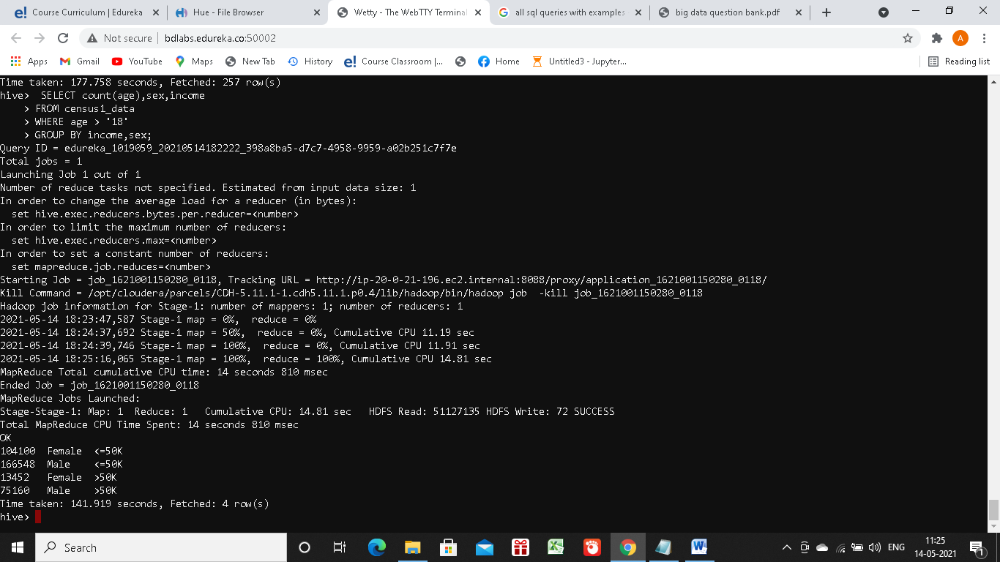 Course Curriculum | Edureka
Hue - File Browser
Wetty - The WebTTY Terminal
all sql queries with examples
big data question bank.pdf
Not secure | bdlabs.edureka.co:50002
A
Apps
Gmail
YouTube
Maps
New Tab
History
Course Classroom |...
Home
Untitled3 - Jupyter...
Reading list
Time taken: 177.758 seconds, Fetched: 257 row(s)
hive>  SELECT count(age),sex,income
    > FROM census1_data
    > WHERE age > '18'
    > GROUP BY income,sex;
Query ID = edureka_1019059_20210514182222_398a8ba5-d7c7-4958-9959-a02b251c7f7e
Total jobs = 1
Launching Job 1 out of 1
Number of reduce tasks not specified. Estimated from input data size: 1
In order to change the average load for a reducer (in bytes):
  set hive.exec.reducers.bytes.per.reducer=<number>
In order to limit the maximum number of reducers:
  set hive.exec.reducers.max=<number>
In order to set a constant number of reducers:
  set mapreduce.job.reduces=<number>
Starting Job = job_1621001150280_0118, Tracking URL = http://ip-20-0-21-196.ec2.internal:8088/proxy/application_1621001150280_0118/
Kill Command = /opt/cloudera/parcels/CDH-5.11.1-1.cdh5.11.1.p0.4/lib/hadoop/bin/hadoop job  -kill job_1621001150280_0118
Hadoop job information for Stage-1: number of mappers: 1; number of reducers: 1
2021-05-14 18:23:47,587 Stage-1 map = 0%,  reduce = 0%
2021-05-14 18:24:37,692 Stage-1 map = 50%,  reduce = 0%, Cumulative CPU 11.19 sec
2021-05-14 18:24:39,746 Stage-1 map = 100%,  reduce = 0%, Cumulative CPU 11.91 sec
2021-05-14 18:25:16,065 Stage-1 map = 100%,  reduce = 100%, Cumulative CPU 14.81 sec
MapReduce Total cumulative CPU time: 14 seconds 810 msec
Ended Job = job_1621001150280_0118
MapReduce Jobs Launched:
Stage-Stage-1: Map: 1  Reduce: 1   Cumulative CPU: 14.81 sec   HDFS Read: 51127135 HDFS Write: 72 SUCCESS
Total MapReduce CPU Time Spent: 14 seconds 810 msec
OK
104100  Female  <=50K
166548  Male    <=50K
13452   Female  >50K
75160   Male    >50K
Time taken: 141.919 seconds, Fetched: 4 row(s)
hive>
Search
ENG
11:25
14-05-2021
1